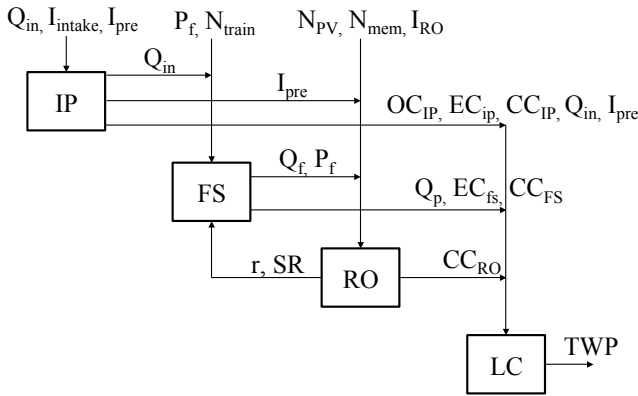 Q_in, I_intake, I_pre
P_f, N_train
N_PV, N_mem, I_RO
Q_in
IP
I_pre
OC_IP, EC_ip, CC_IP, Q_in, I_pre
Q_f, P_f
FS
Q_p, EC_fs, CC_FS
r, SR
RO
CC_RO
TWP
LC